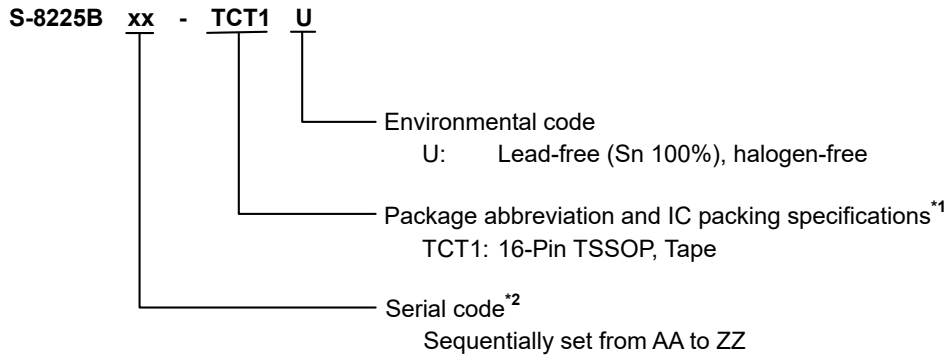 S-8225B xx - TCT1 U
Environmental code
U: Lead-free (Sn 100%), halogen-free
Package abbreviation and IC packing specifications*1
TCT1: 16-Pin TSSOP, Tape
Serial code*2
Sequentially set from AA to ZZ